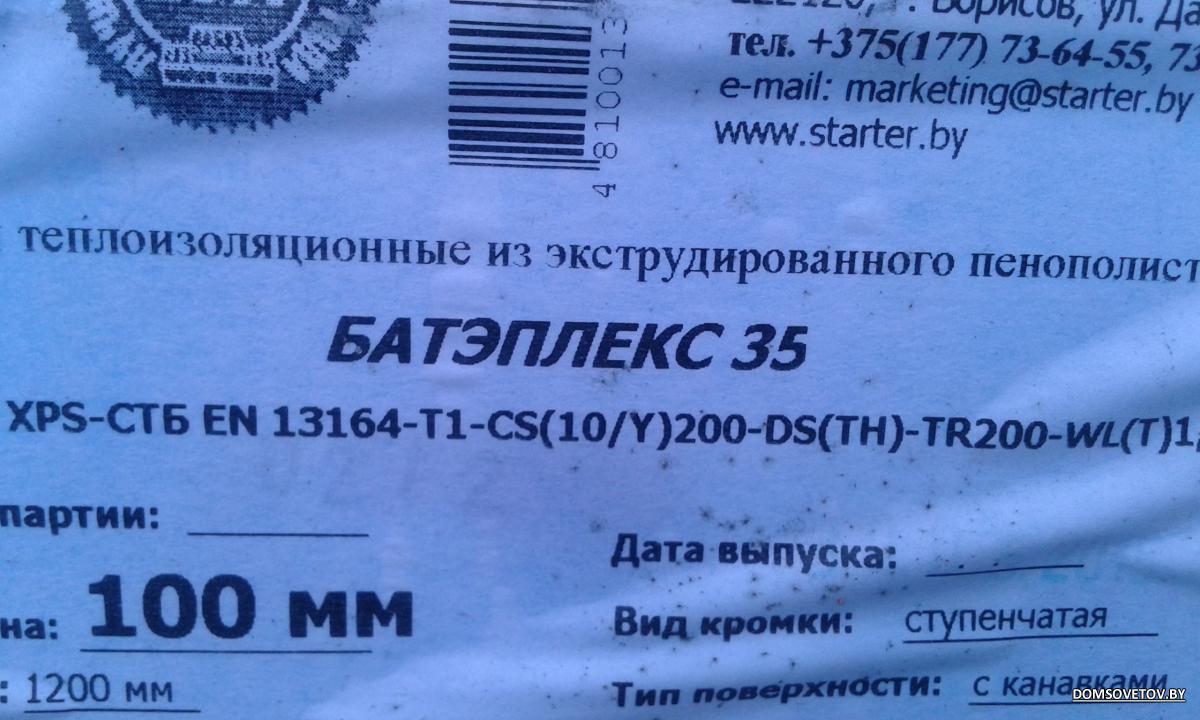 г. Борисов, ул.
тел. +375(177) 73-64-55, 73
e-mail: marketing@starter.by
www.starter.by
4 810013
теплоизоляционные из экструдированного пенополист
БАТЭПЛЕКС 35
XPS-СТБ EN 13164-T1-CS(10/Y)200-DS(TH)-TR200-WL(T)1,
партии:
Дата выпуска:
на: 100 мм
Вид кромки: ступенчатая
: 1200 мм
Тип поверхности: с канавками
DOMSOVETOV.BY